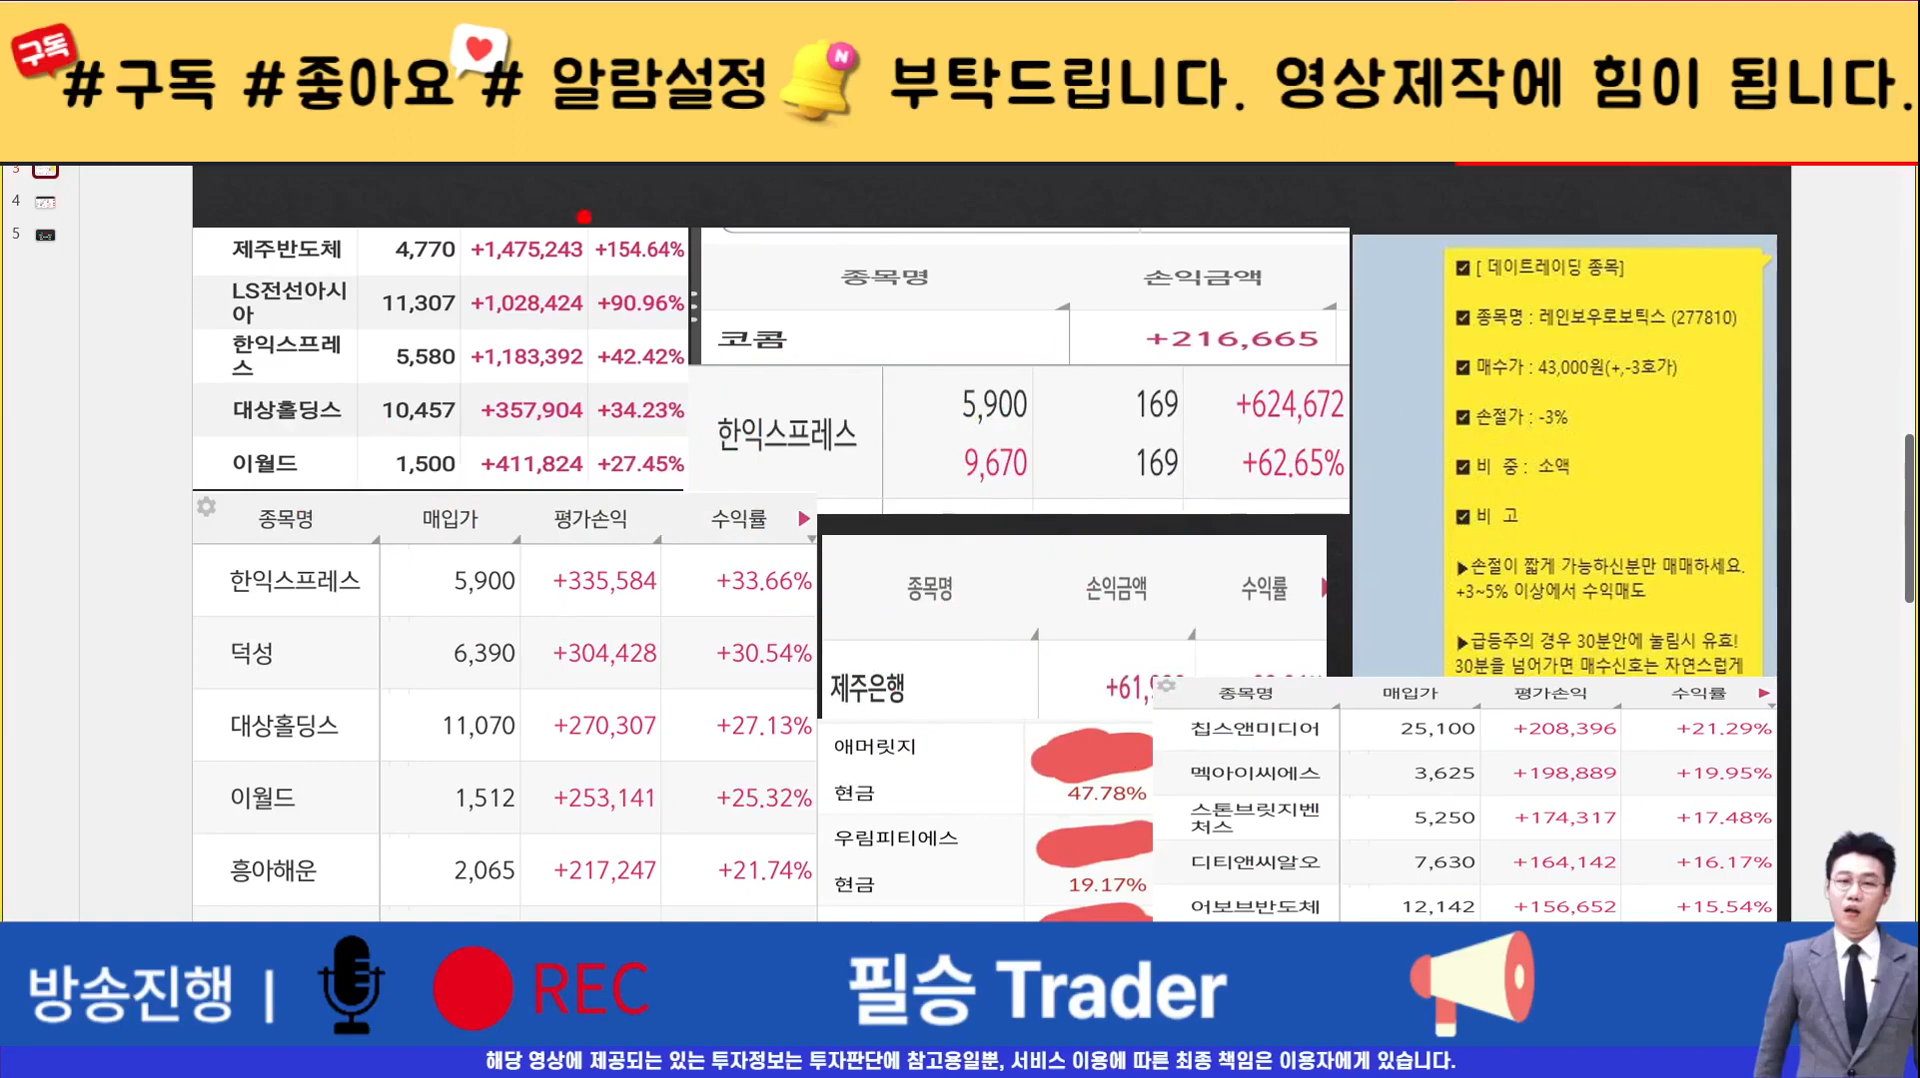 구독
#구독 #좋아요 # 알람설정 부탁드립니다. 영상제작에 힘이 됩니다.
N
3
4
5
제주반도체 4,770 +1,475,243 +154.64%
LS전선아시아 11,307 +1,028,424 +90.96%
한익스프레스 5,580 +1,183,392 +42.42%
대상홀딩스 10,457 +357,904 +34.23%
이월드 1,500 +411,824 +27.45%
종목명 손익금액
코콤 +216,665
한익스프레스 5,900 169 +624,672
9,670 169 +62.65%
[ 데이트레이딩 종목]
종목명 : 레인보우로보틱스 (277810)
매수가 : 43,000원(+,-3호가)
손절가 : -3%
비 중 : 소액
비 고
▶손절이 짧게 가능하신분만 매매하세요.
+3~5% 이상에서 수익매도
▶급등주의 경우 30분안에 눌림시 유효!
30분을 넘어가면 매수신호는 자연스럽게
종목명 매입가 평가손익 수익률
한익스프레스 5,900 +335,584 +33.66%
덕성 6,390 +304,428 +30.54%
대상홀딩스 11,070 +270,307 +27.13%
이월드 1,512 +253,141 +25.32%
흥아해운 2,065 +217,247 +21.74%
종목명 손익금액 수익률
제주은행
애머릿지
현금 47.78%
우림피티에스
현금 19.17%
종목명 매입가 평가손익 수익률
칩스앤미디어 25,100 +208,396 +21.29%
멕아이씨에스 3,625 +198,889 +19.95%
스톤브릿지벤처스 5,250 +174,317 +17.48%
디티앤씨알오 7,630 +164,142 +16.17%
어보브반도체 12,142 +156,652 +15.54%
방송진행 | REC 필승 Trader
해당 영상에 제공되는 있는 투자정보는 투자판단에 참고용일뿐, 서비스 이용에 따른 최종 책임은 이용자에게 있습니다.